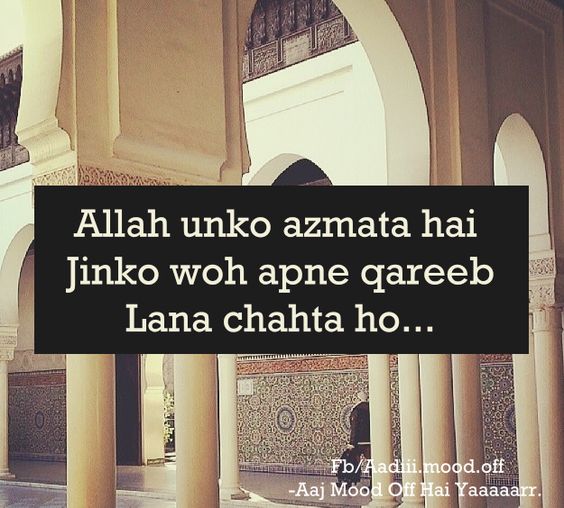 Allah unko azmata hai
Jinko woh apne qareeb
Lana chahta ho...
Fb/Aadiii.mood.off
-Aaj Mood Off Hai Yaaaaarr.